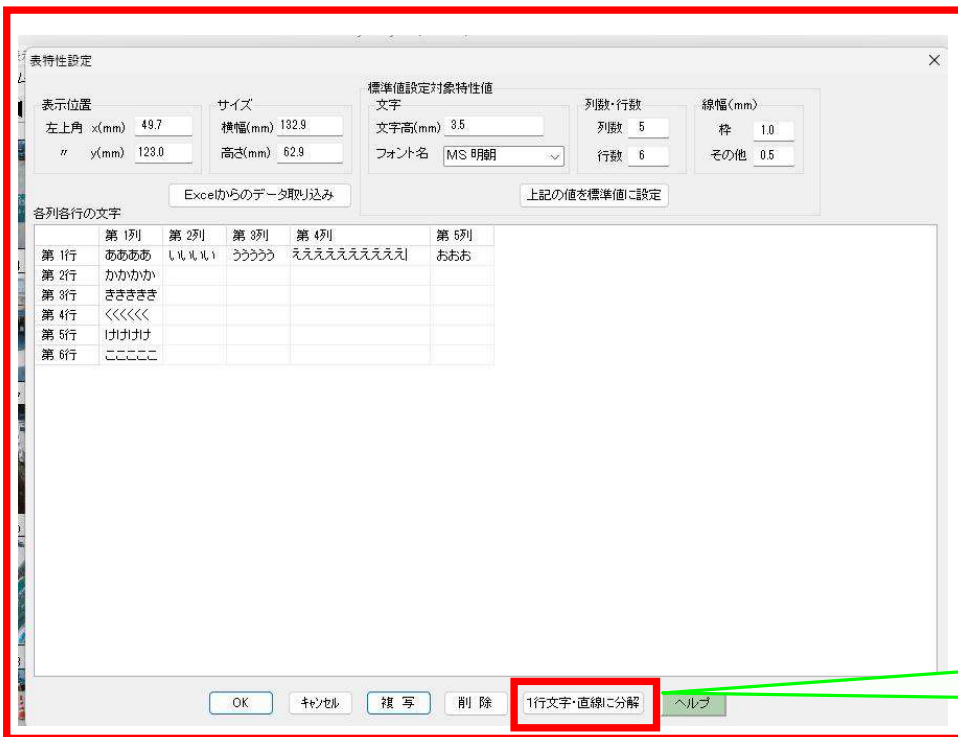 表特性設定
標準値設定対象特性値
表示位置 サイズ 文字 列数・行数 線幅(mm)
左上角 x(mm) 49.7 横幅(mm) 132.9 文字高(mm) 3.5 列数 5 枠 1.0
〃 y(mm) 123.0 高さ(mm) 62.9 フォント名 MS 明朝 行数 6 その他 0.5
Excelからのデータ取り込み 上記の値を標準値に設定
各列各行の文字
第 1列 第 2列 第 3列 第 4列 第 5列
第 1行 ああああ いいいい ううううう ええええええええええ おおお
第 2行 かかかか
第 3行 ききききき
第 4行 くくくくくく
第 5行 けけけけ
第 6行 こここここ
OK キャンセル 複 写 削 除 1行文字・直線に分解 ヘルプ